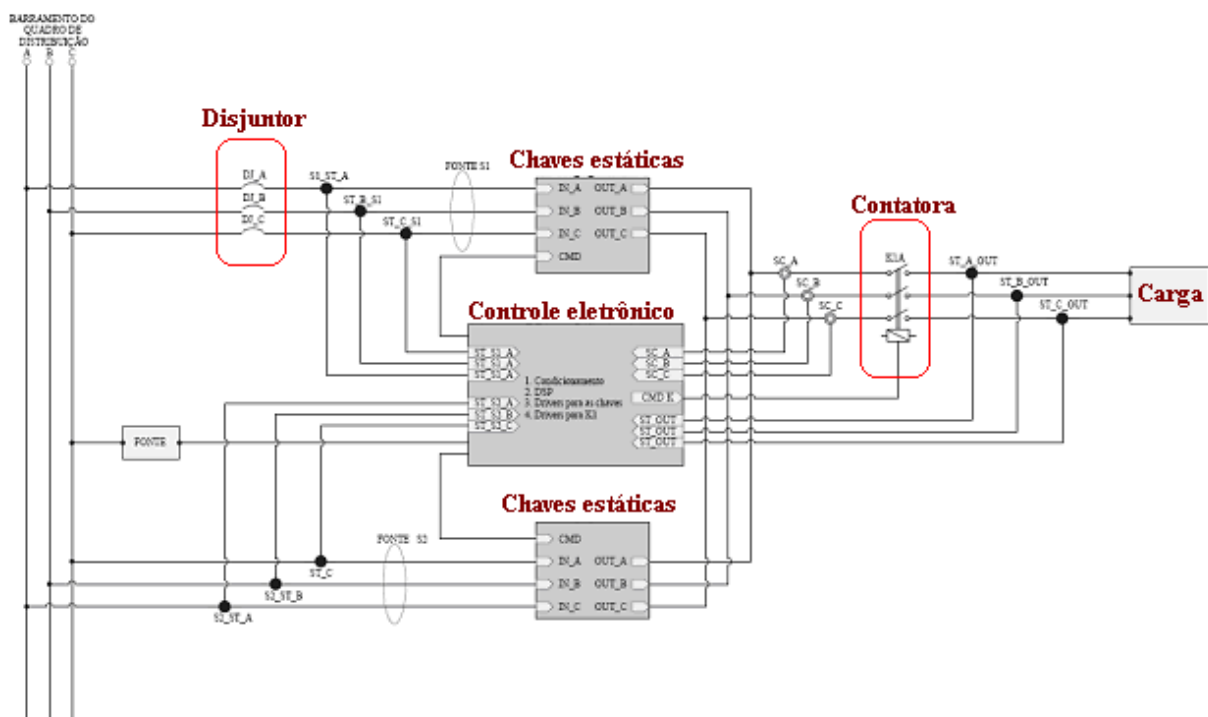 BARRAMENTO DO
QUADRO DE
DISTRIBUIÇÃO
A B C
Disjuntor
DJ_A
DJ_B
DJ_C
S1_ST_A
ST_B_S1
ST_C_S1
FONTE S1
Chaves estáticas
IN_A OUT_A
IN_B OUT_B
IN_C OUT_C
CMD
Contatora
K1A
SC_A
SC_B
SC_C
ST_A_OUT
ST_B_OUT
ST_C_OUT
Carga
Controle eletrônico
ST_S1_A
ST_S1_A
ST_S1_A
ST_S2_A
ST_S2_B
ST_S2_C
1. Condicionamento
2. DSP
3. Drivers para as chaves
4. Drivers para K1
SC_A
SC_B
SC_C
CMD K
ST_OUT
ST_OUT
ST_OUT
FONTE
Chaves estáticas
CMD
IN_A OUT_A
IN_B OUT_B
IN_C OUT_C
FONTE S2
ST_C
S2_ST_B
S2_ST_A